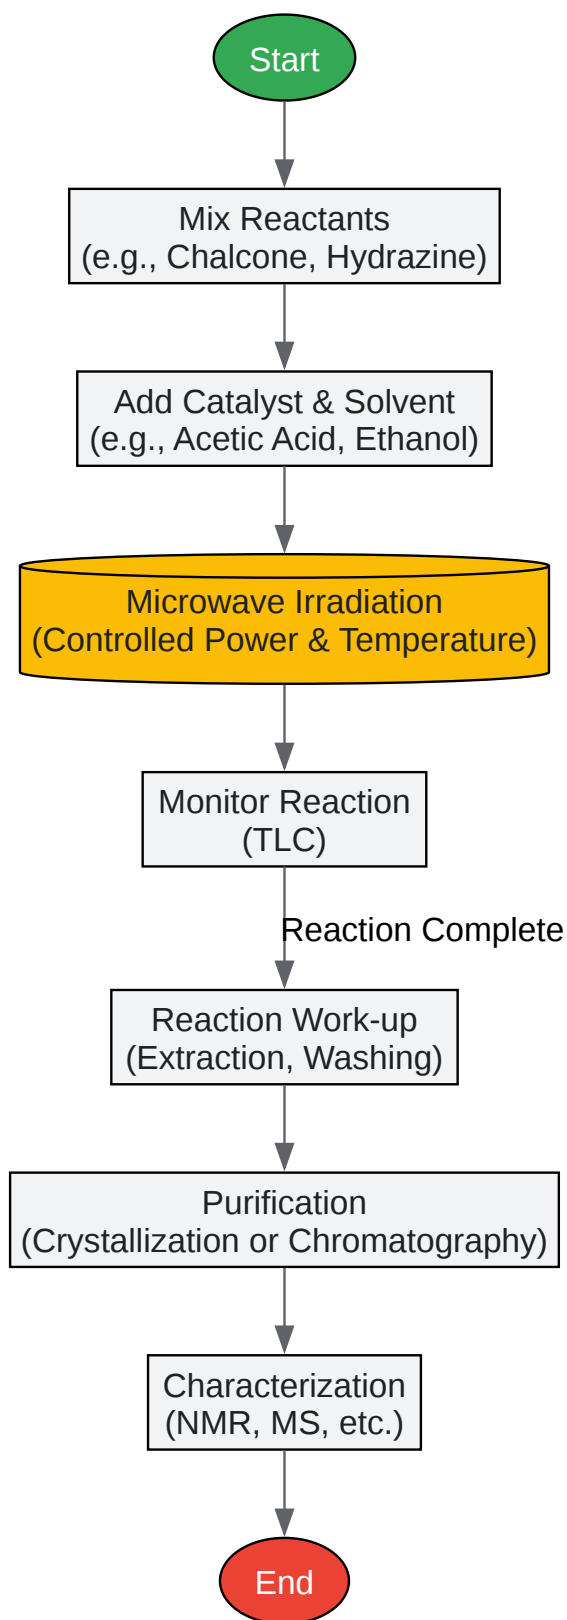 Start
Mix Reactants
(e.g., Chalcone, Hydrazine)
Add Catalyst & Solvent
(e.g., Acetic Acid, Ethanol)
Microwave Irradiation
(Controlled Power & Temperature)
Monitor Reaction
(TLC)
Reaction Complete
Reaction Work-up
(Extraction, Washing)
Purification
(Crystallization or Chromatography)
Characterization
(NMR, MS, etc.)
End